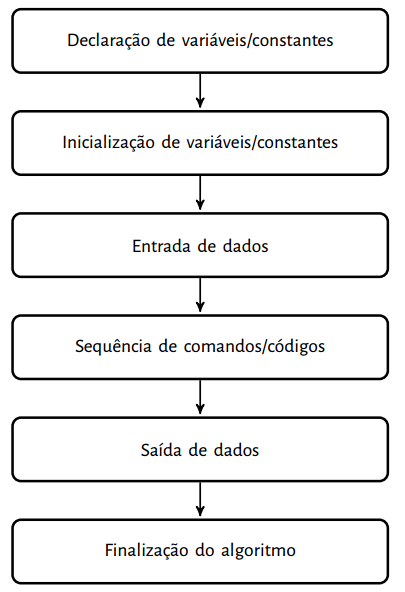 Declaração de variáveis/constantes
Inicialização de variáveis/constantes
Entrada de dados
Sequência de comandos/códigos
Saída de dados
Finalização do algoritmo